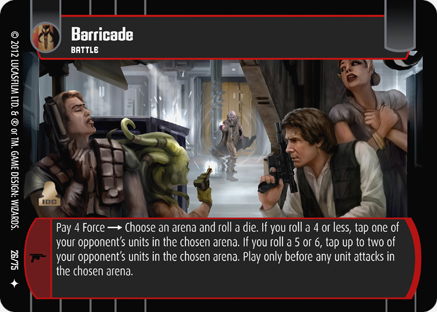 Barricade
BATTLE
IDC
Pay 4 Force → Choose an arena and roll a die. If you roll a 4 or less, tap one of
your opponent's units in the chosen arena. If you roll a 5 or 6, tap up to two of
your opponent's units in the chosen arena. Play only before any unit attacks in
the chosen arena.
© 2012 LUCASFILM LTD. & ® or TM. GAME DESIGN: WIZARDS.
26/75